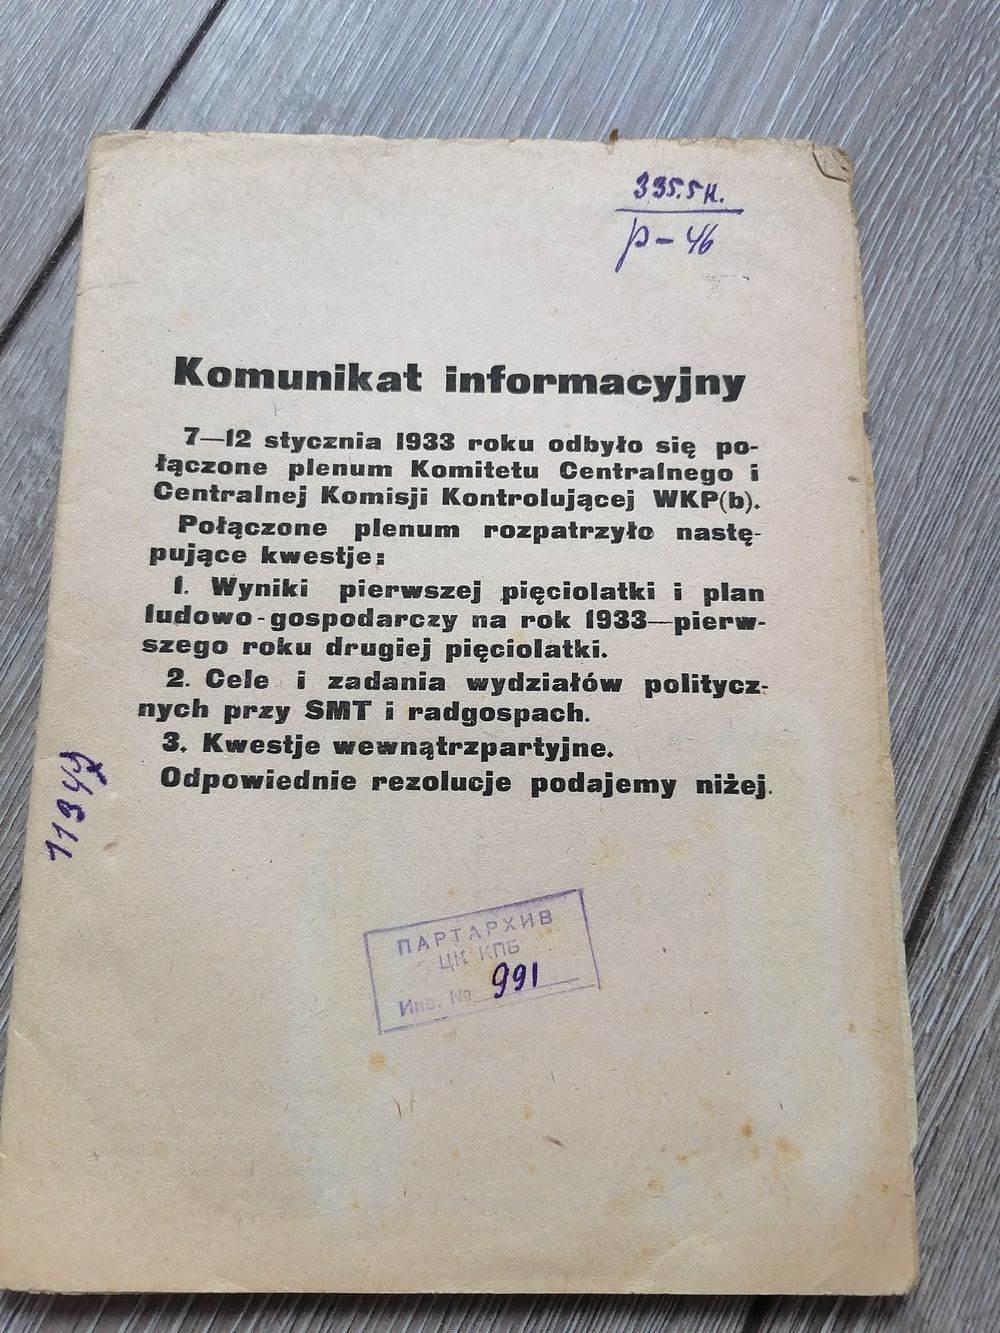 335.5к.
р-46
Komunikat informacyjny
7—12 stycznia 1933 roku odbyło się po-
łączone plenum Komitetu Centralnego i
Centralnej Komisji Kontrolującej WKP(b).
Połączone plenum rozpatrzyło nastę-
pujące kwestje:
1. Wyniki pierwszej pięciolatki i plan
ludowo-gospodarczy na rok 1933—pierw-
szego roku drugiej pięciolatki.
2. Cele i zadania wydziałów politycz-
nych przy SMT i radgospach.
3. Kwestje wewnątrzpartyjne.
Odpowiednie rezolucje podajemy niżej.
ПАРТАРХИВ
ЦК КПБ
Инв. № 991